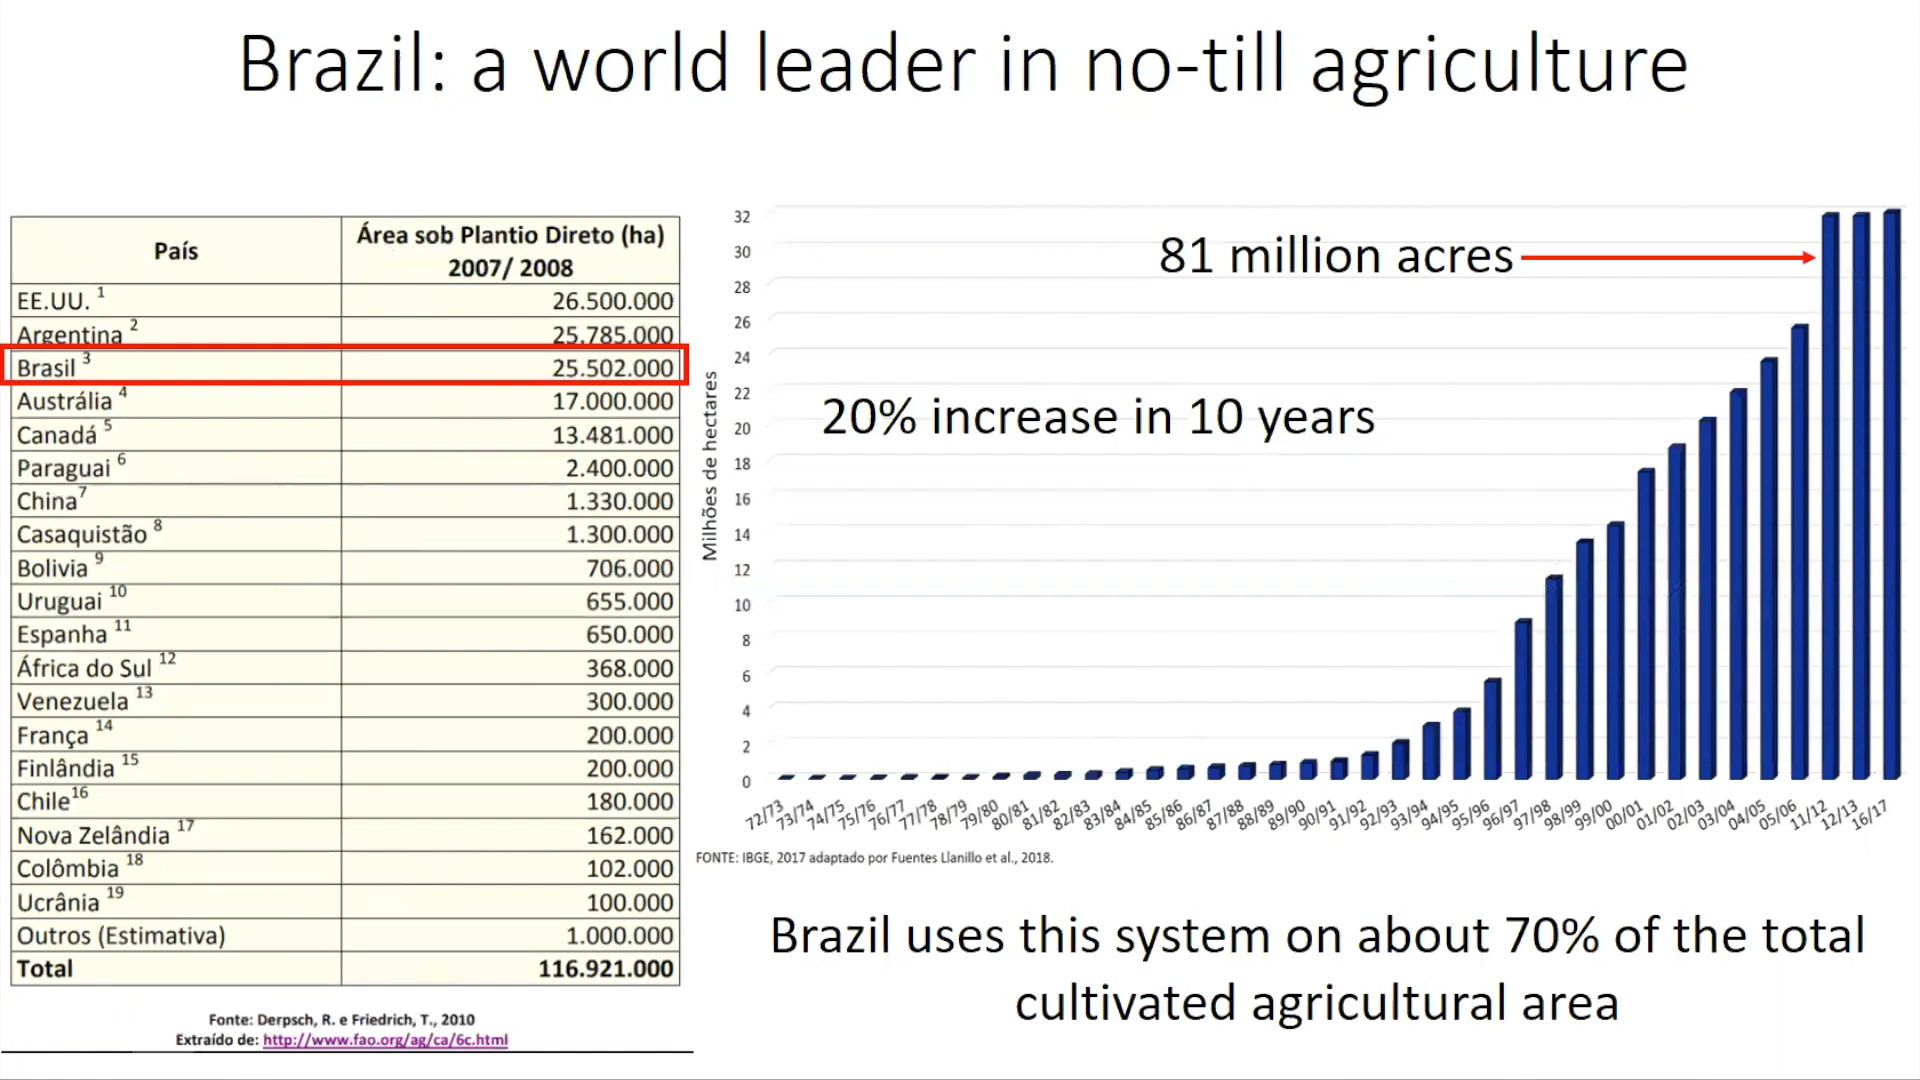 Brazil: a world leader in no-till agriculture
País Área sob Plantio Direto (ha)
2007/ 2008
EE.UU. 1 26.500.000
Argentina 2 25.785.000
Brasil 3 25.502.000
Austrália 4 17.000.000
Canadá 5 13.481.000
Paraguai 6 2.400.000
China7 1.330.000
Casaquistão 8 1.300.000
Bolivia 9 706.000
Uruguai 10 655.000
Espanha 11 650.000
África do Sul 12 368.000
Venezuela 13 300.000
França 14 200.000
Finlândia 15 200.000
Chile16 180.000
Nova Zelândia 17 162.000
Colômbia 18 102.000
Ucrânia 19 100.000
Outros (Estimativa) 1.000.000
Total 116.921.000
Fonte: Derpsch, R. e Friedrich, T., 2010
Extraído de: http://www.fao.org/ag/ca/6c.html
81 million acres
20% increase in 10 years
Milhões de hectares
32
30
28
26
24
22
20
18
16
14
12
10
8
6
4
2
0
72/73 73/74 74/75 75/76 76/77 77/78 78/79 79/80 80/81 81/82 82/83 83/84 84/85 85/86 86/87 87/88 88/89 89/90 90/91 91/92 92/93 93/94 94/95 95/96 96/97 97/98 98/99 99/00 00/01 01/02 02/03 03/04 04/05 05/06 11/12 12/13 16/17
FONTE: IBGE, 2017 adaptado por Fuentes Llanillo et al., 2018.
Brazil uses this system on about 70% of the total
cultivated agricultural area